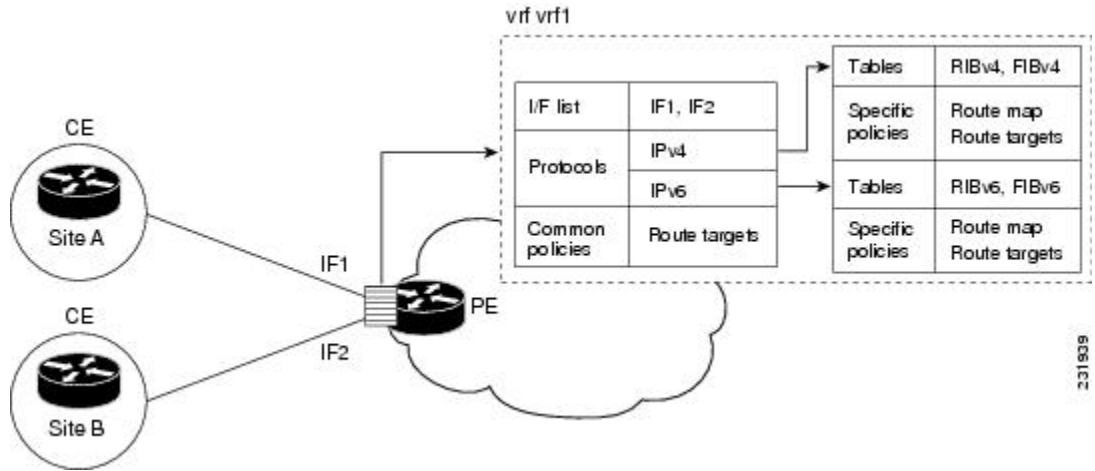 vrf vrf1
I/F list IF1, IF2
Protocols
IPv4
IPv6
Common
policies
Route targets
Tables RIBv4, FIBv4
Specific
policies
Route map
Route targets
Tables RIBv6, FIBv6
Specific
policies
Route map
Route targets
CE
Site A
IF1
PE
CE
IF2
Site B
231939